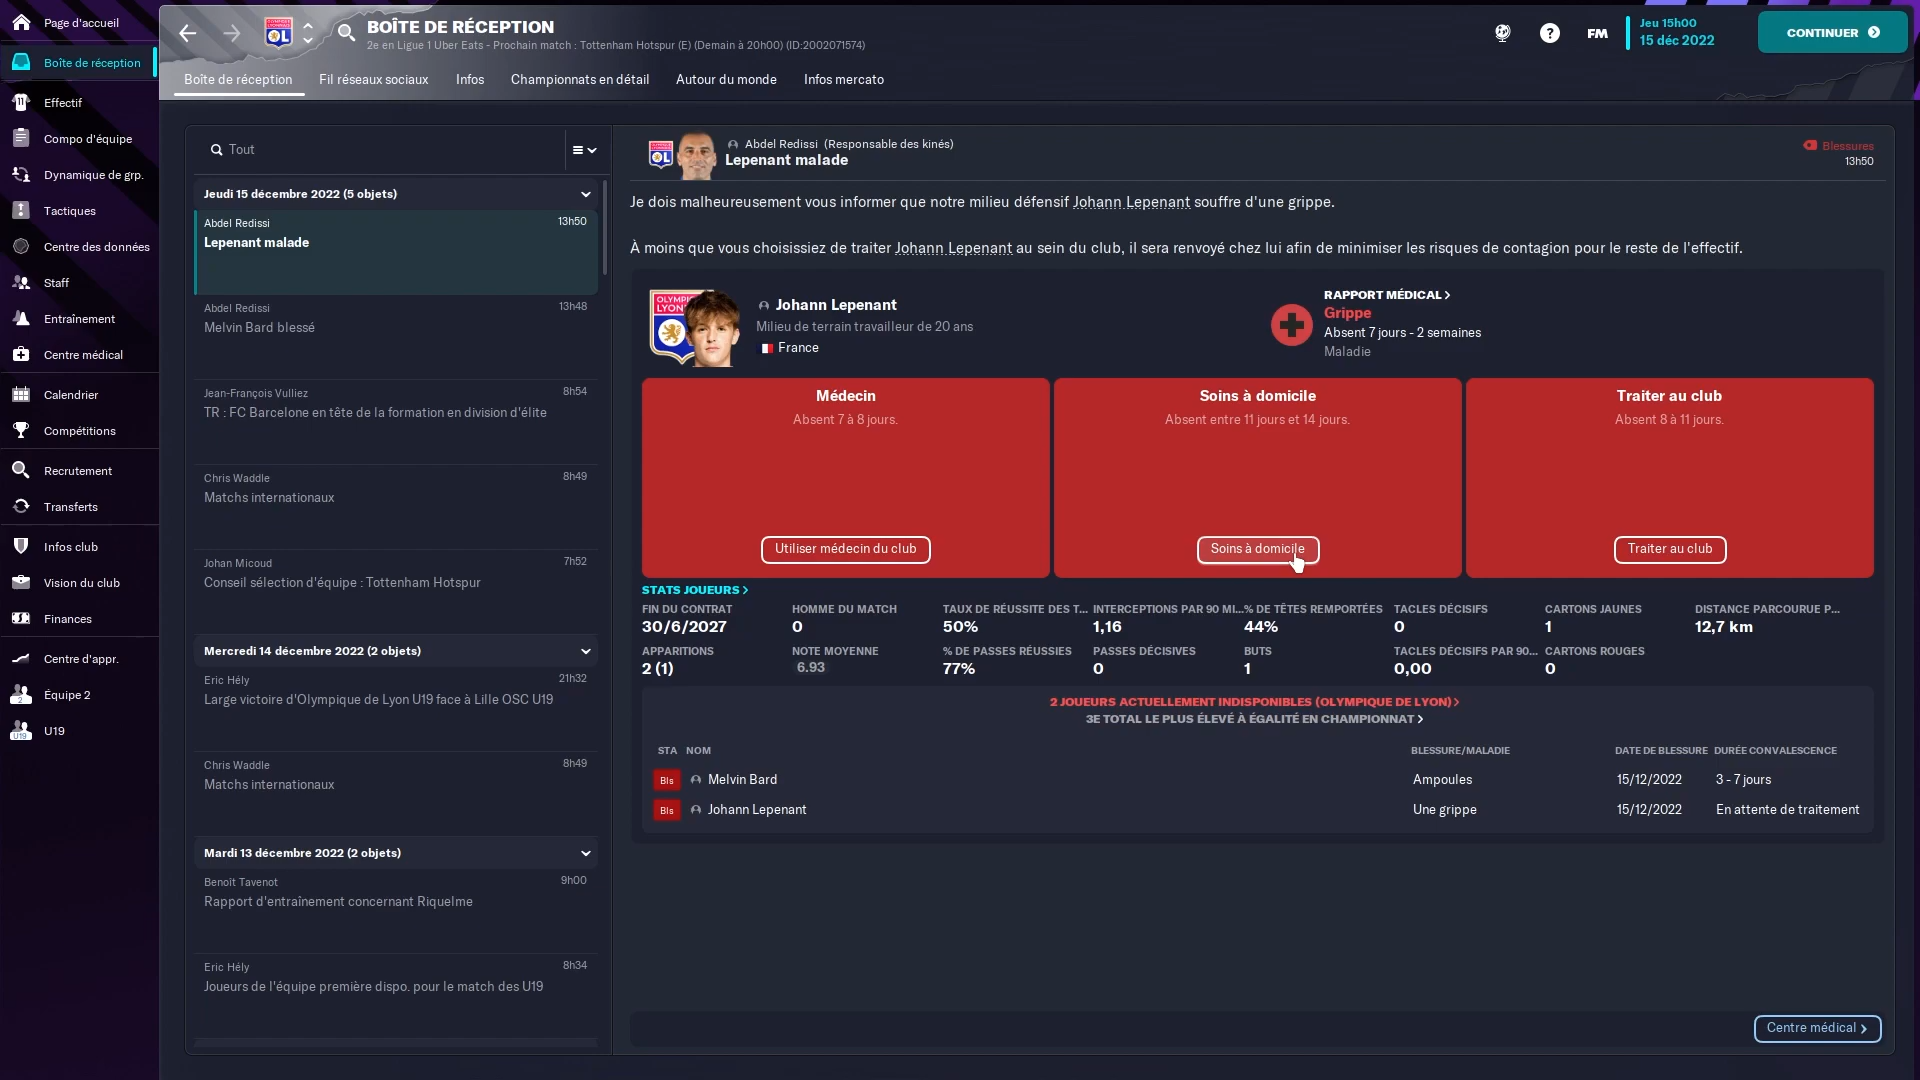 Page d'accueil
Boîte de réception
Effectif
Compo d'équipe
Dynamique de grp.
Tactiques
Centre des données
Staff
Entraînement
Centre médical
Calendrier
Compétitions
Recrutement
Transferts
Infos club
Vision du club
Finances
Centre d'appr.
Équipe 2
U19
BOÎTE DE RÉCEPTION
2e en Ligue 1 Uber Eats - Prochain match : Tottenham Hotspur (E) (Demain à 20h00) (ID:2002071574)
FM
Jeu 15h00
15 déc 2022
CONTINUER
Boîte de réception
Fil réseaux sociaux
Infos
Championnats en détail
Autour du monde
Infos mercato
Tout
Jeudi 15 décembre 2022 (5 objets)
Abdel Redissi 13h50
Lepenant malade
Abdel Redissi 13h48
Melvin Bard blessé
Jean-François Vulliez 8h54
TR : FC Barcelone en tête de la formation en division d'élite
Chris Waddle 8h49
Matchs internationaux
Johan Micoud 7h52
Conseil sélection d'équipe : Tottenham Hotspur
Mercredi 14 décembre 2022 (2 objets)
Eric Hély 21h32
Large victoire d'Olympique de Lyon U19 face à Lille OSC U19
Chris Waddle 8h49
Matchs internationaux
Mardi 13 décembre 2022 (2 objets)
Benoît Tavenot 9h00
Rapport d'entraînement concernant Riquelme
Eric Hély 8h34
Joueurs de l'équipe première dispo. pour le match des U19
Abdel Redissi (Responsable des kinés)
Lepenant malade
Blessures
13h50
Je dois malheureusement vous informer que notre milieu défensif Johann Lepenant souffre d'une grippe.
À moins que vous choisissiez de traiter Johann Lepenant au sein du club, il sera renvoyé chez lui afin de minimiser les risques de contagion pour le reste de l'effectif.
Johann Lepenant
Milieu de terrain travailleur de 20 ans
France
RAPPORT MÉDICAL
Grippe
Absent 7 jours - 2 semaines
Maladie
Médecin
Absent 7 à 8 jours.
Utiliser médecin du club
Soins à domicile
Absent entre 11 jours et 14 jours.
Soins à domicile
Traiter au club
Absent 8 à 11 jours.
Traiter au club
STATS JOUEURS
FIN DU CONTRAT HOMME DU MATCH TAUX DE RÉUSSITE DES T... INTERCEPTIONS PAR 90 MI... % DE TÊTES REMPORTÉES TACLES DÉCISIFS CARTONS JAUNES DISTANCE PARCOURUE P...
30/6/2027 0 50% 1,16 44% 0 1 12,7 km
APPARITIONS NOTE MOYENNE % DE PASSES RÉUSSIES PASSES DÉCISIVES BUTS TACLES DÉCISIFS PAR 90... CARTONS ROUGES
2 (1) 6.93 77% 0 1 0,00 0
2 JOUEURS ACTUELLEMENT INDISPONIBLES (OLYMPIQUE DE LYON)
3E TOTAL LE PLUS ÉLEVÉ À ÉGALITÉ EN CHAMPIONNAT
STA NOM BLESSURE/MALADIE DATE DE BLESSURE DURÉE CONVALESCENCE
Bls Melvin Bard Ampoules 15/12/2022 3 - 7 jours
Bls Johann Lepenant Une grippe 15/12/2022 En attente de traitement
Centre médical